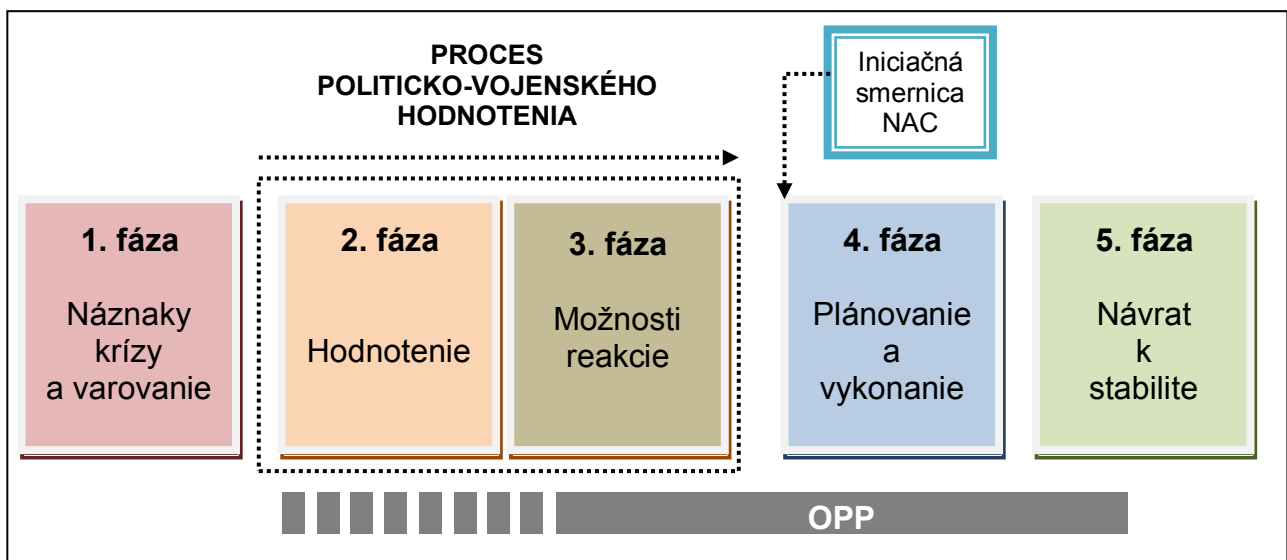 PROCES
POLITICKO-VOJENSKÉHO
HODNOTENIA
Iniciačná
smernica
NAC
1. fáza
Náznaky
krízy
a varovanie
2. fáza
Hodnotenie
3. fáza
Možnosti
reakcie
4. fáza
Plánovanie
a
vykonanie
5. fáza
Návrat
k
stabilite
OPP